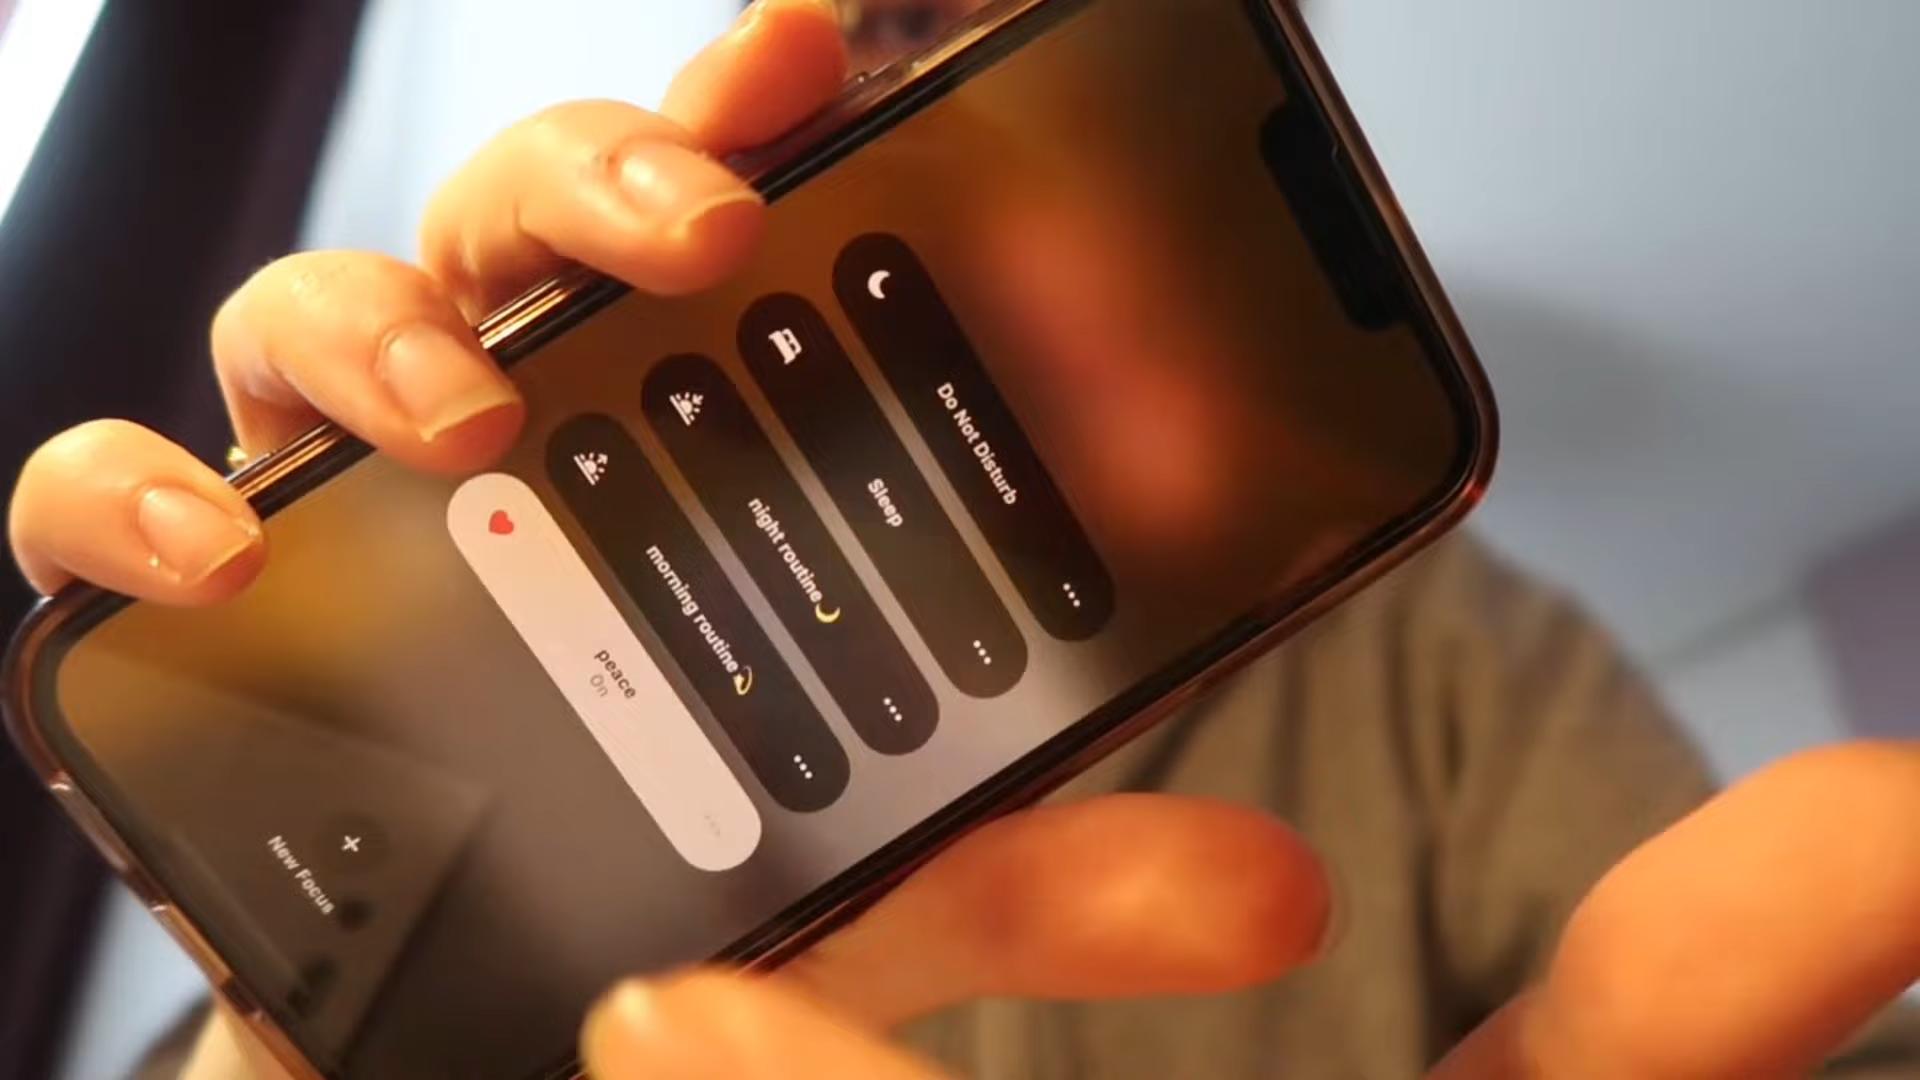 Do Not Disturb
Sleep
night routine🌙
morning routine💫
peace
On
New Focus